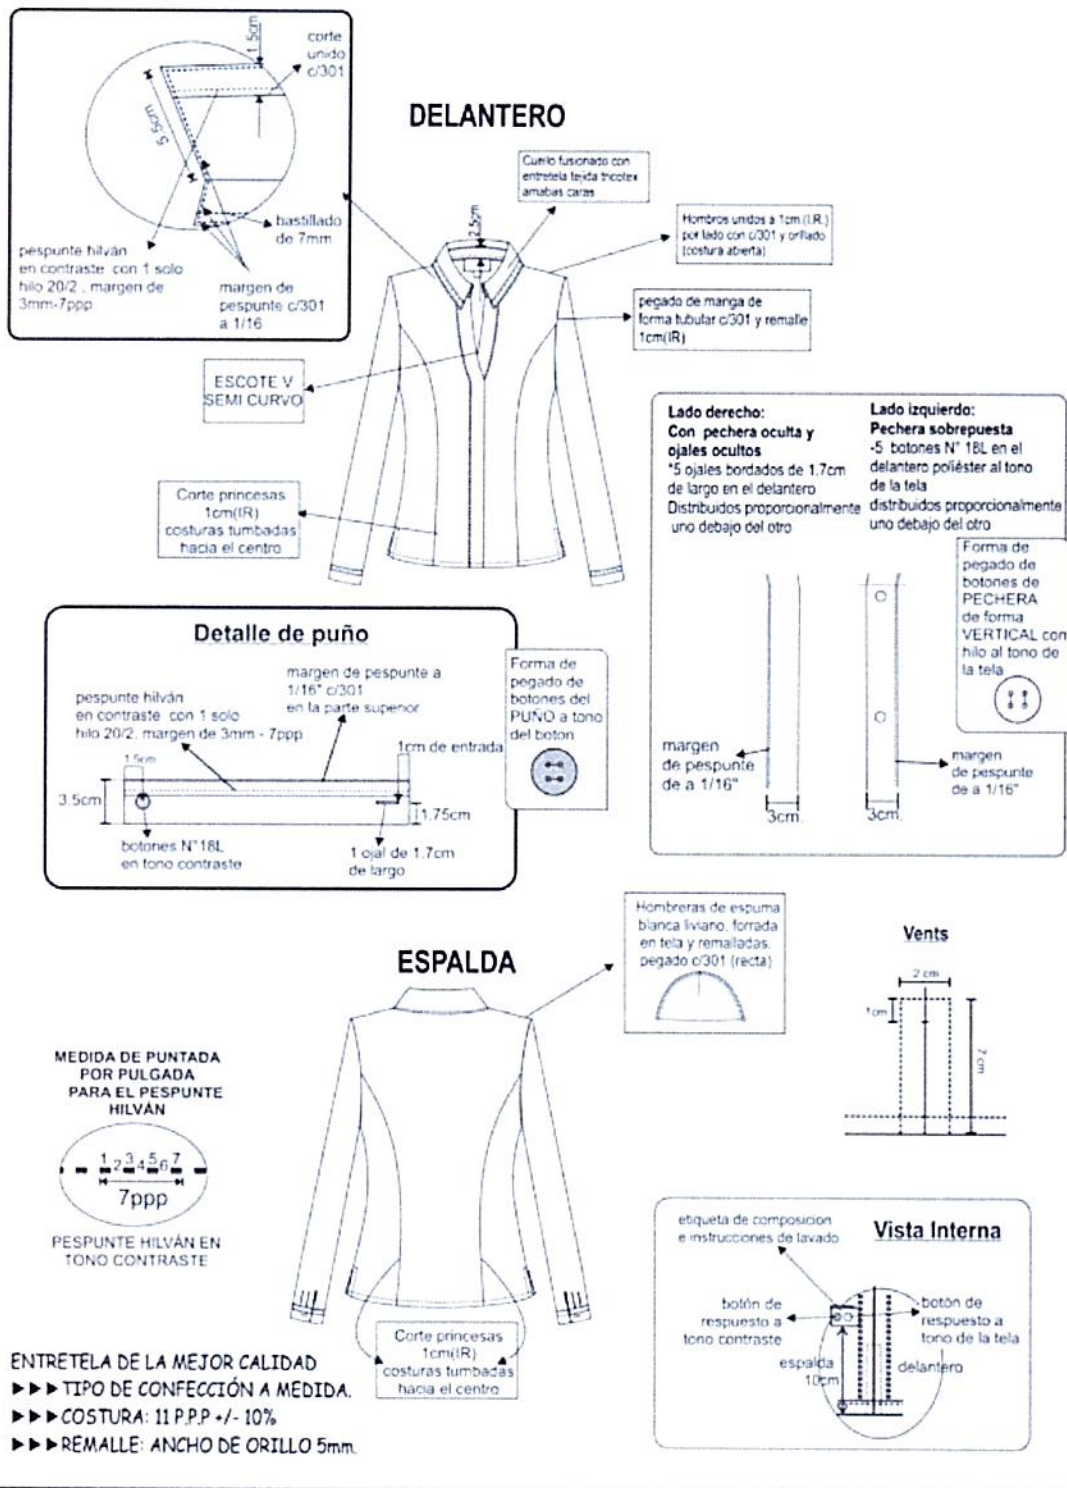 1.5cm
corte
unido
c/301
5.5cm
bastillado
de 7mm
pespunte hilván
en contraste con 1 solo
hilo 20/2 , margen de
3mm-7ppp
margen de
pespunte c/301
a 1/16
DELANTERO
Cuello fusionado con
entretela tejida tricotex
amabas caras
2.5cm
Hombros unidos a 1cm (I.R.)
por lado con c/301 y orillado
(costura abierta)
pegado de manga de
forma tubular c/301 y remalle
1cm(IR)
ESCOTE V
SEMI CURVO
Corte princesas
1cm(IR)
costuras tumbadas
hacia el centro
Lado derecho:
Con pechera oculta y
ojales ocultos
*5 ojales bordados de 1.7cm
de largo en el delantero
Distribuidos proporcionalmente
uno debajo del otro
Lado izquierdo:
Pechera sobrepuesta
-5 botones N° 18L en el
delantero poliéster al tono
de la tela
distribuidos proporcionalmente
uno debajo del otro
Forma de
pegado de
botones de
PECHERA
de forma
VERTICAL con
hilo al tono de
la tela
margen
de pespunte
de a 1/16"
3cm.
3cm.
margen
de pespunte
de a 1/16"
Detalle de puño
pespunte hilván
en contraste con 1 solo
hilo 20/2, margen de 3mm - 7ppp
margen de pespunte a
1/16" c/301
en la parte superior
1.5cm
1cm de entrada
3.5cm
1.75cm
botones N°18L
en tono contraste
1 ojal de 1.7cm
de largo
Forma de
pegado de
botones del
PUÑO a tono
del boton
ESPALDA
Hombreras de espuma
blanca liviano, forrada
en tela y remalladas,
pegado c/301 (recta)
Vents
2 cm
1cm
7 cm
MEDIDA DE PUNTADA
POR PULGADA
PARA EL PESPUNTE
HILVÁN
1 2 3 4 5 6 7
7ppp
PESPUNTE HILVÁN EN
TONO CONTRASTE
Corte princesas
1cm(IR)
costuras tumbadas
hacia el centro
etiqueta de composicion
e instrucciones de lavado
Vista Interna
botón de
respuesto a
tono contraste
botón de
respuesto a
tono de la tela
espalda
10cm
delantero
ENTRETELA DE LA MEJOR CALIDAD
►►►TIPO DE CONFECCIÓN A MEDIDA.
►►►COSTURA: 11 P.P.P +/- 10%
►►►REMALLE: ANCHO DE ORILLO 5mm.